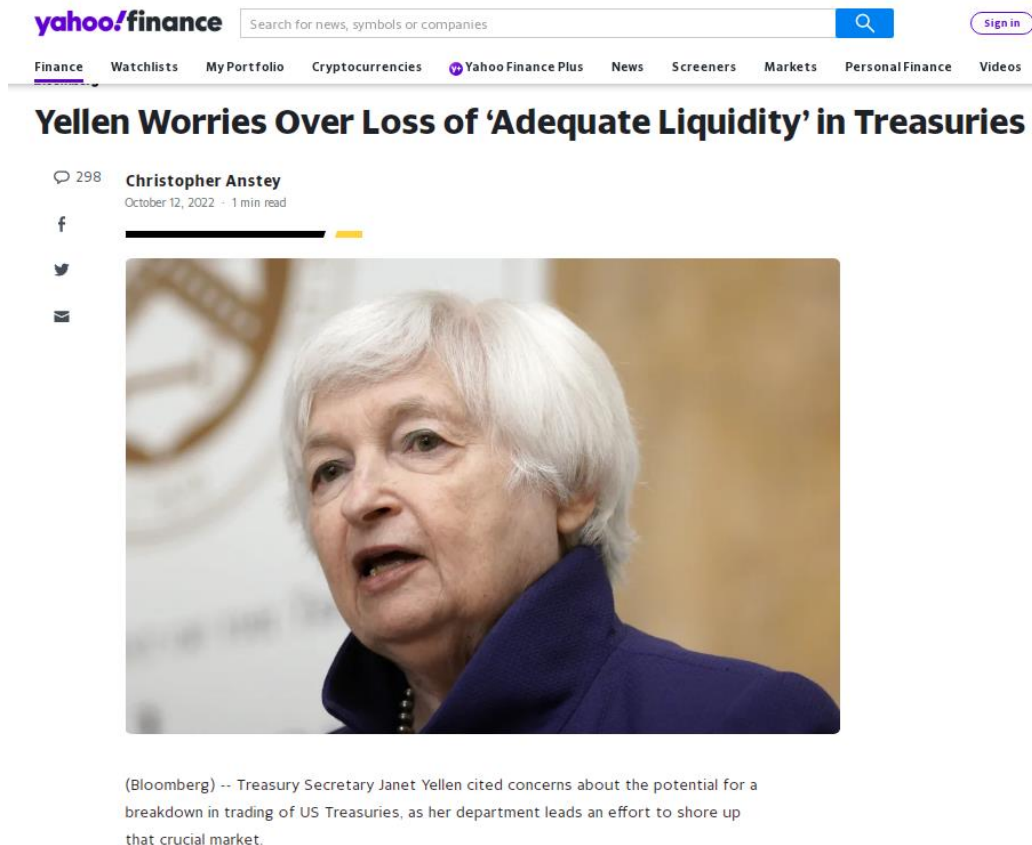 yahoo!finance
Search for news, symbols or companies
Sign in
Finance Watchlists My Portfolio Cryptocurrencies Yahoo Finance Plus News Screeners Markets Personal Finance Videos
Yellen Worries Over Loss of ‘Adequate Liquidity’ in Treasuries
298
Christopher Anstey
October 12, 2022 · 1 min read
(Bloomberg) -- Treasury Secretary Janet Yellen cited concerns about the potential for a
breakdown in trading of US Treasuries, as her department leads an effort to shore up
that crucial market.